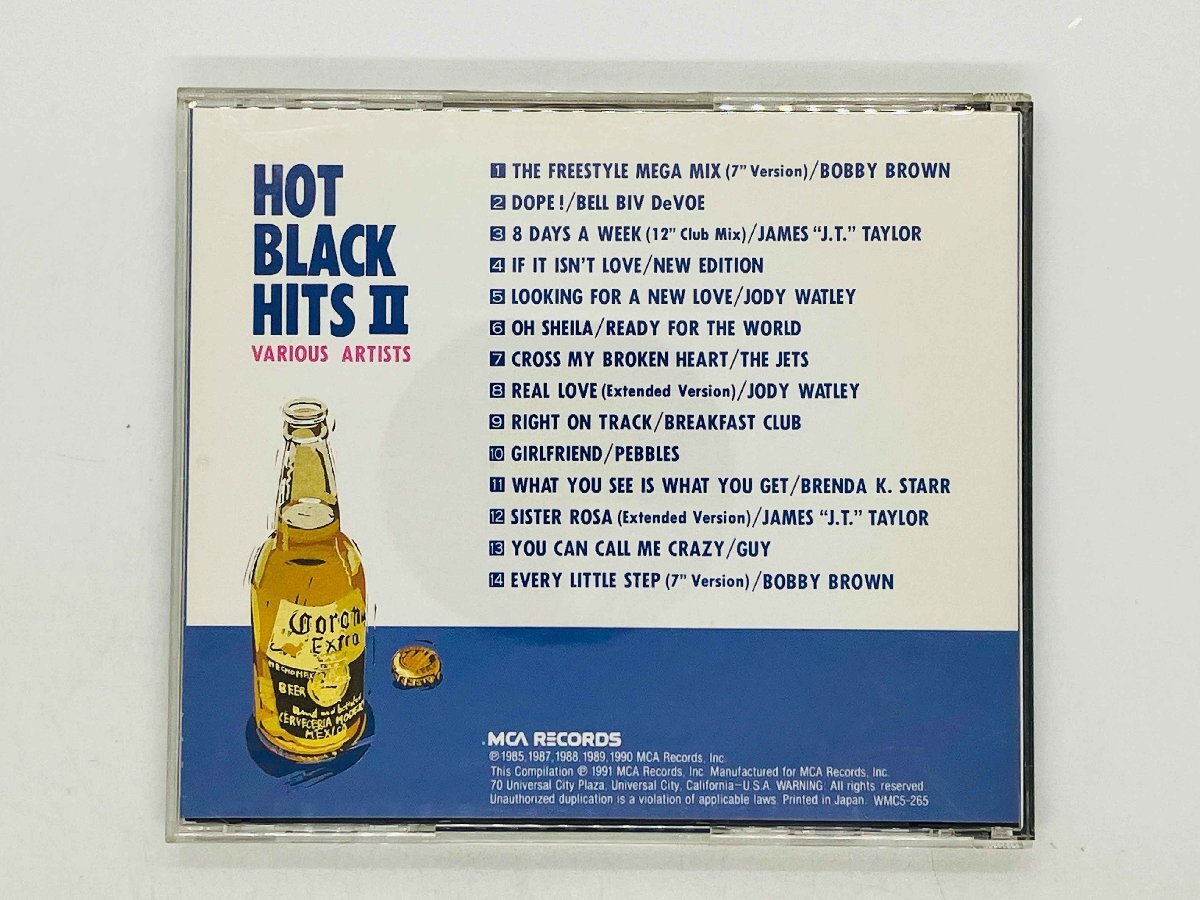 HOT
BLACK
HITS II
VARIOUS ARTISTS
1 THE FREESTYLE MEGA MIX (7" Version)/BOBBY BROWN
2 DOPE!/BELL BIV DeVOE
3 8 DAYS A WEEK (12" Club Mix)/JAMES "J.T." TAYLOR
4 IF IT ISN'T LOVE/NEW EDITION
5 LOOKING FOR A NEW LOVE/JODY WATLEY
6 OH SHEILA/READY FOR THE WORLD
7 CROSS MY BROKEN HEART/THE JETS
8 REAL LOVE (Extended Version)/JODY WATLEY
9 RIGHT ON TRACK/BREAKFAST CLUB
10 GIRLFRIEND/PEBBLES
11 WHAT YOU SEE IS WHAT YOU GET/BRENDA K. STARR
12 SISTER ROSA (Extended Version)/JAMES "J.T." TAYLOR
13 YOU CAN CALL ME CRAZY/GUY
14 EVERY LITTLE STEP (7" Version)/BOBBY BROWN
Corona
Extra
BEER
CERVECERIA MODER
MEXICO
MCA RECORDS
℗1985, 1987, 1988, 1989, 1990 MCA Records, Inc.
This Compilation ℗ 1991 MCA Records, Inc. Manufactured for MCA Records, Inc.
70 Universal City Plaza, Universal City, California-U.S.A. WARNING: All rights reserved.
Unauthorized duplication is a violation of applicable laws. Printed in Japan. WMC5-265